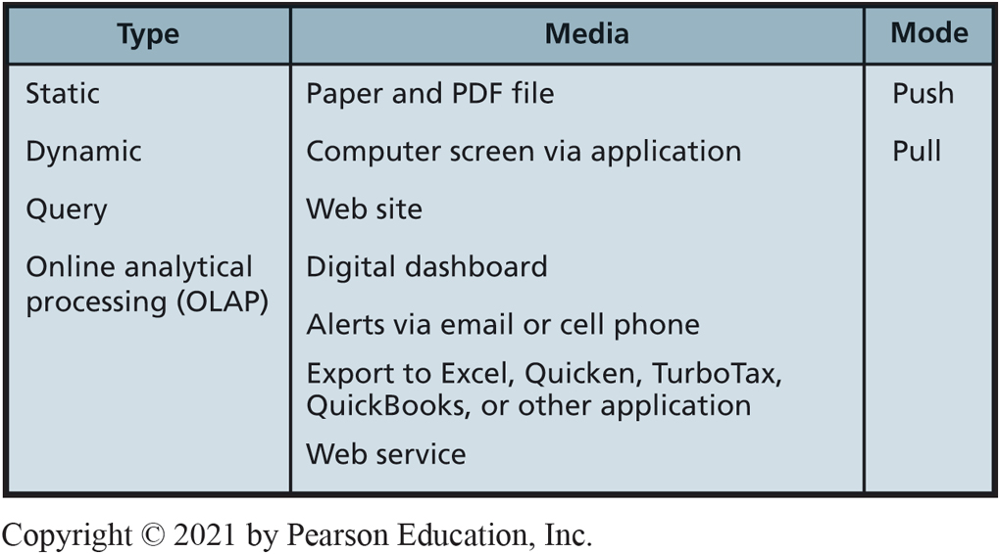 Type Media Mode
Static Paper and PDF file Push
Dynamic Computer screen via application Pull
Query Web site
Online analytical Digital dashboard
processing (OLAP)
Alerts via email or cell phone
Export to Excel, Quicken, TurboTax,
QuickBooks, or other application
Web service
Copyright © 2021 by Pearson Education, Inc.